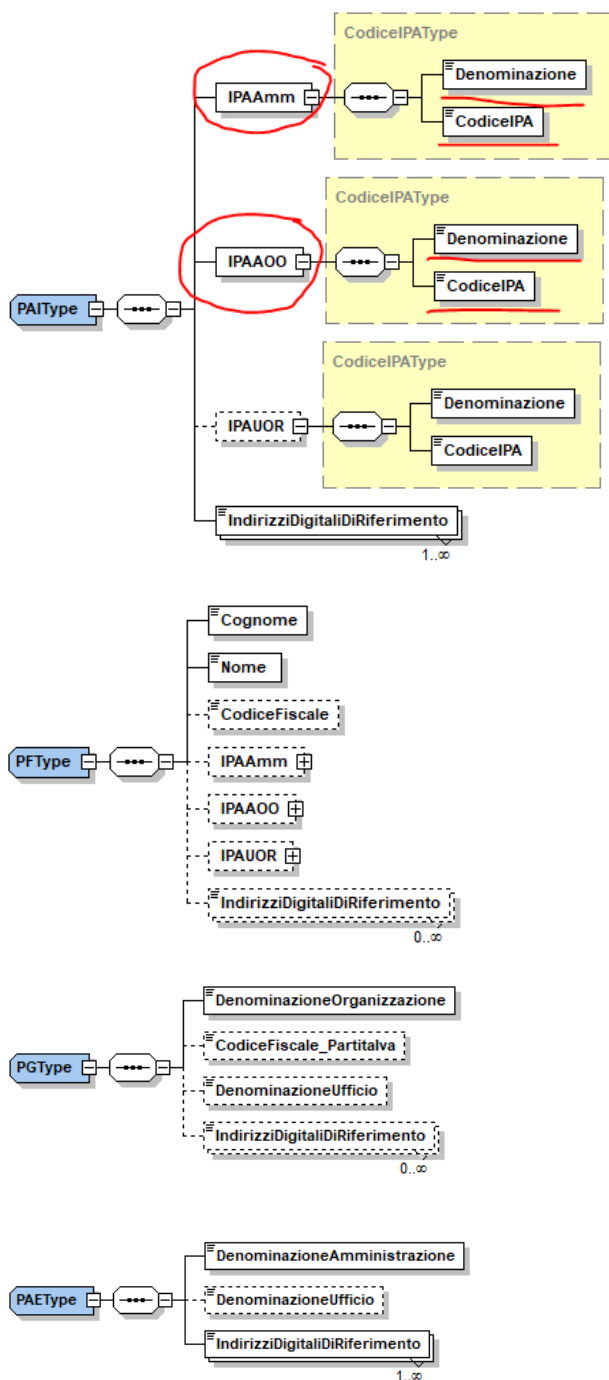 CodiceIPAType
IPAAmm
Denominazione
CodiceIPA
CodiceIPAType
IPAAOO
Denominazione
CodiceIPA
PAIType
CodiceIPAType
IPAUOR
Denominazione
CodiceIPA
IndirizziDigitaliDiRiferimento
1..∞
Cognome
Nome
CodiceFiscale
PFType
IPAAmm
IPAAOO
IPAUOR
IndirizziDigitaliDiRiferimento
0..∞
DenominazioneOrganizzazione
CodiceFiscale_PartitaIva
PGType
DenominazioneUfficio
IndirizziDigitaliDiRiferimento
0..∞
DenominazioneAmministrazione
PAEType
DenominazioneUfficio
IndirizziDigitaliDiRiferimento
1..∞